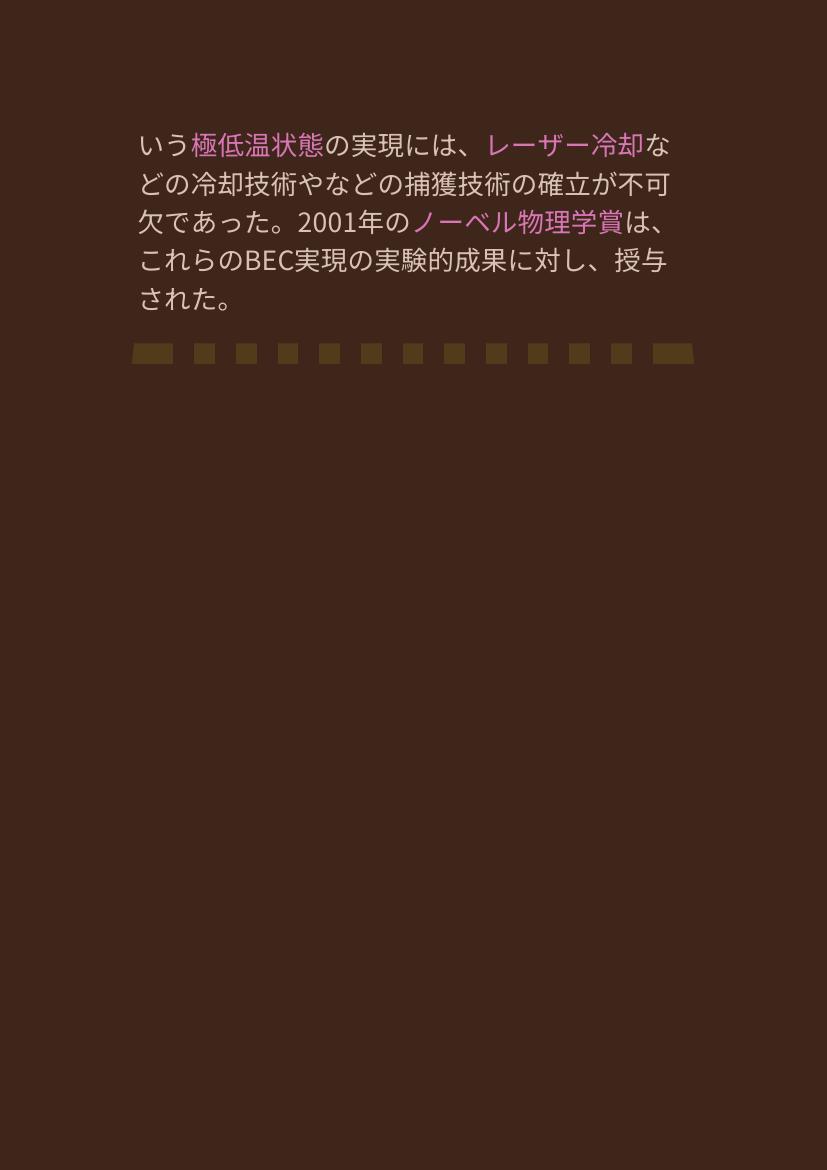 いう極低温状態の実現には、レーザー冷却な
どの冷却技術やなどの捕獲技術の確立が不可
欠であった。2001年のノーベル物理学賞は、
これらのBEC実現の実験的成果に対し、授与
された。